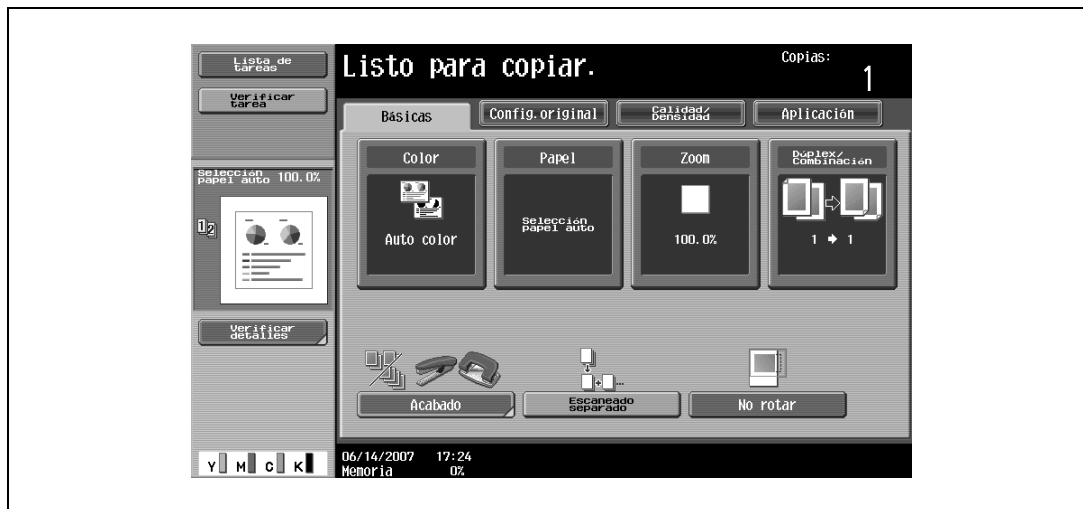 Lista de
tareas
Verificar
tarea
Selección
papel auto 100.0%
1 2
Verificar
detalles
Y M C K
Listo para copiar.
Copias:
1
Básicas
Config.original
Calidad/
Densidad
Aplicación
Color
Auto color
Papel
Selección
papel auto
Zoom
100.0%
Dúplex/
Combinación
1 → 1
Acabado
Escaneado
separado
No rotar
06/14/2007 17:24
Memoria 0%